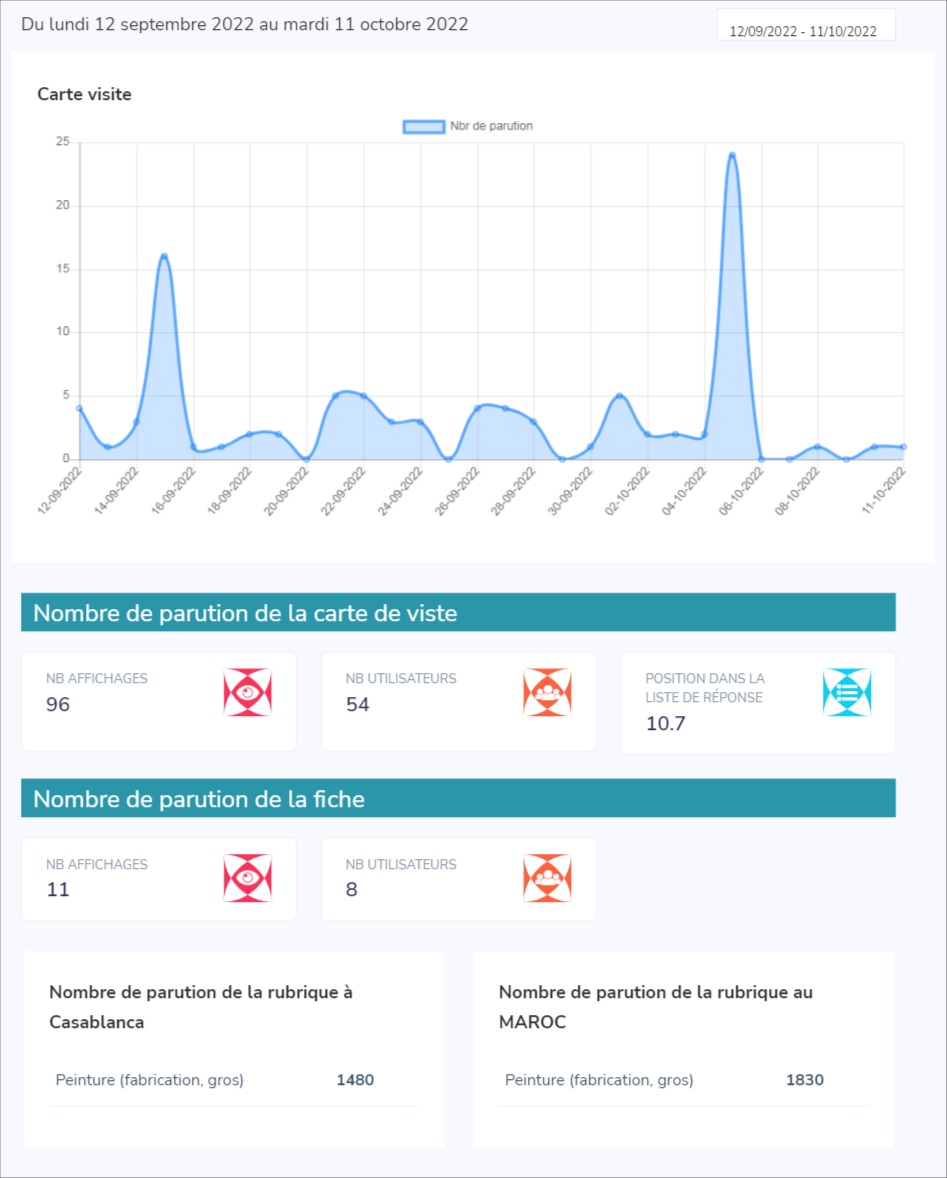 Du lundi 12 septembre 2022 au mardi 11 octobre 2022
12/09/2022 - 11/10/2022
Carte visite
Nbr de parution
25
20
15
10
5
0
12-09-2022
14-09-2022
16-09-2022
18-09-2022
20-09-2022
22-09-2022
24-09-2022
26-09-2022
28-09-2022
30-09-2022
02-10-2022
04-10-2022
06-10-2022
08-10-2022
11-10-2022
Nombre de parution de la carte de viste
NB AFFICHAGES
96
NB UTILISATEURS
54
POSITION DANS LA
LISTE DE RÉPONSE
10.7
Nombre de parution de la fiche
NB AFFICHAGES
11
NB UTILISATEURS
8
Nombre de parution de la rubrique à
Casablanca
Peinture (fabrication, gros) 1480
Nombre de parution de la rubrique au
MAROC
Peinture (fabrication, gros) 1830